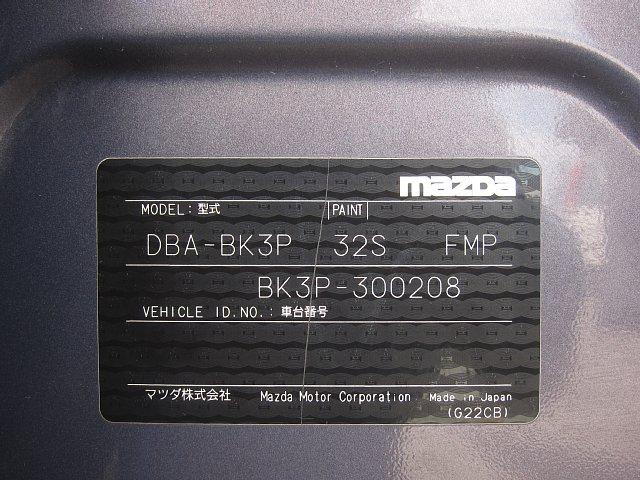 mazda
MODEL: 型式 PAINT
DBA-BK3P 32S FMP
BK3P-300208
VEHICLE ID.NO.: 車台番号
マツダ株式会社 Mazda Motor Corporation Made in Japan
(G22CB)